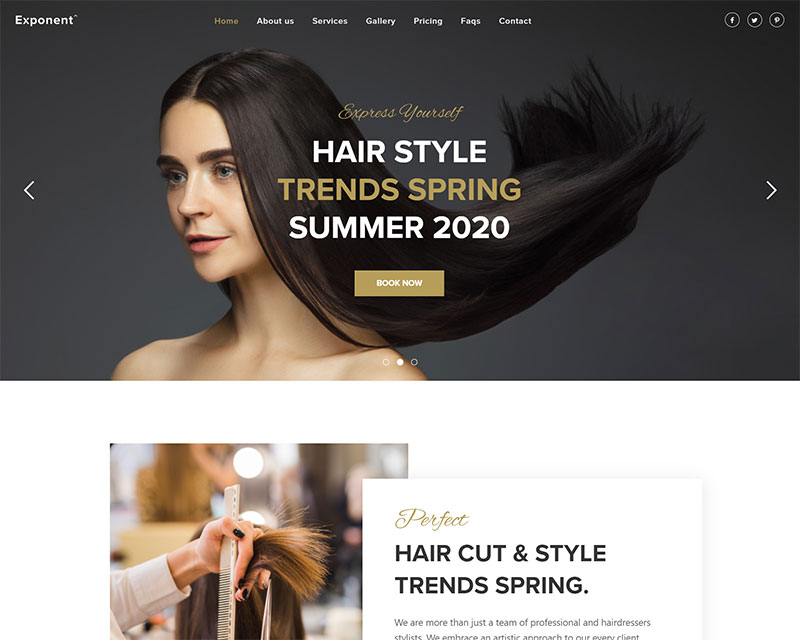 Exponent^
Home About us Services Gallery Pricing Faqs Contact
Express Yourself
HAIR STYLE
TRENDS SPRING
SUMMER 2020
BOOK NOW
Perfect
HAIR CUT & STYLE
TRENDS SPRING.
We are more than just a team of professional and hairdressers
stylists. We embrace an artistic approach to our every client